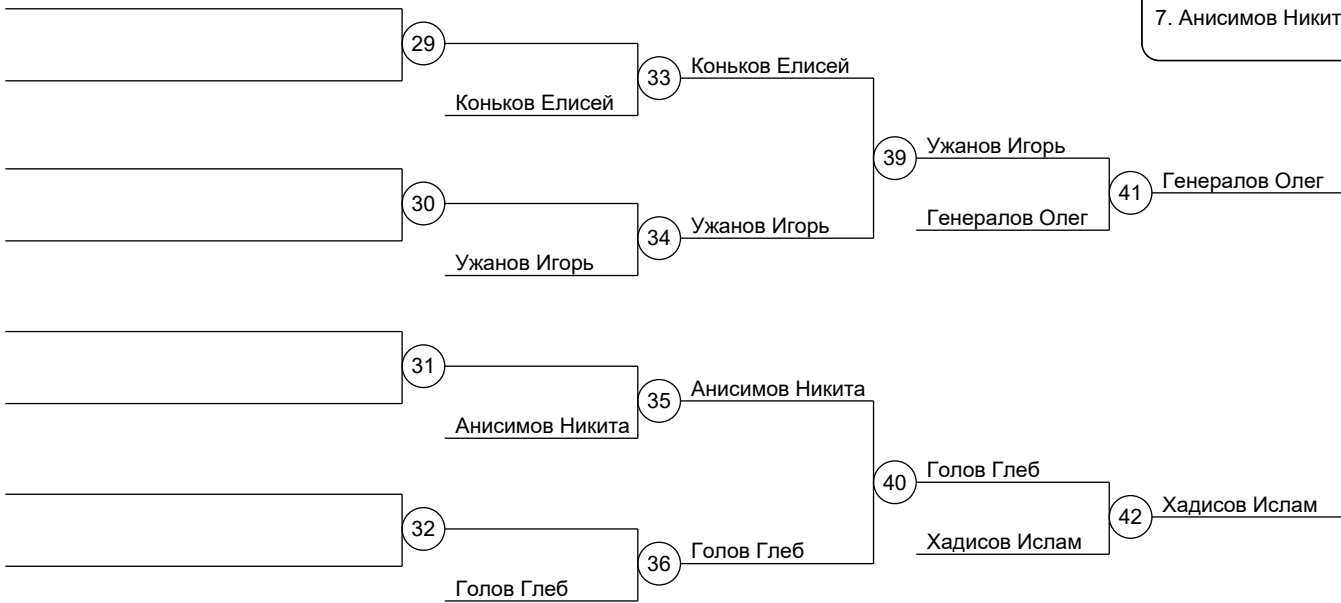 7. Анисимов Никит
29
33
Коньков Елисей
Коньков Елисей
39
Ужанов Игорь
41
Генералов Олег
30
34
Ужанов Игорь
Генералов Олег
Ужанов Игорь
31
35
Анисимов Никита
Анисимов Никита
40
Голов Глеб
42
Хадисов Ислам
32
36
Голов Глеб
Хадисов Ислам
Голов Глеб